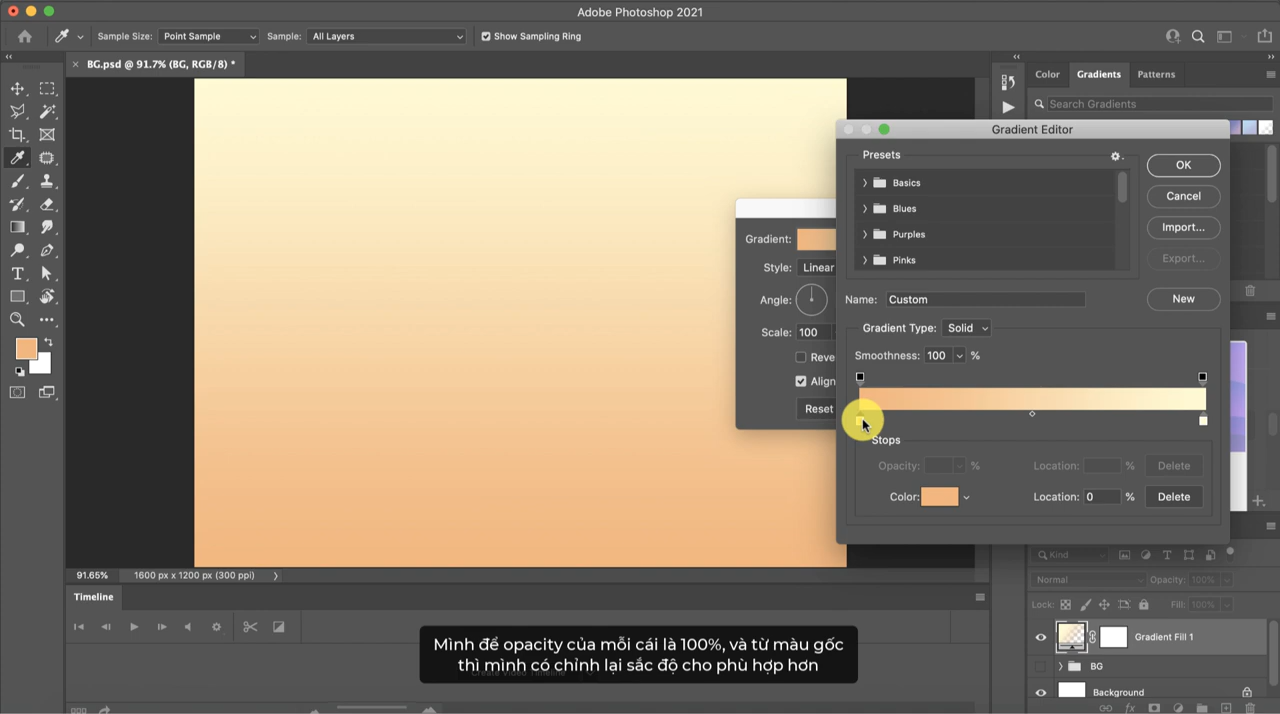 Adobe Photoshop 2021
Sample Size: Point Sample Sample: All Layers Show Sampling Ring
BG.psd @ 91.7% (BG, RGB/8) *
Color Gradients Patterns
Search Gradients
Gradient Editor
Presets
Basics
Blues
Purples
Pinks
OK
Cancel
Import...
Export...
Name: Custom
New
Gradient Type: Solid
Smoothness: 100 %
Stops
Opacity: % Location: % Delete
Color: Location: 0 % Delete
Gradient:
Style: Linear
Angle:
Scale: 100
Reve
Align
Reset
91.65% 1600 px x 1200 px (300 ppi)
Timeline
Create Video Timeline
Mình để opacity của mỗi cái là 100%, và từ màu gốc
thì mình có chỉnh lại sắc độ cho phù hợp hơn
Kind
Normal Opacity: 100%
Lock: Fill: 100%
Gradient Fill 1
BG
Background